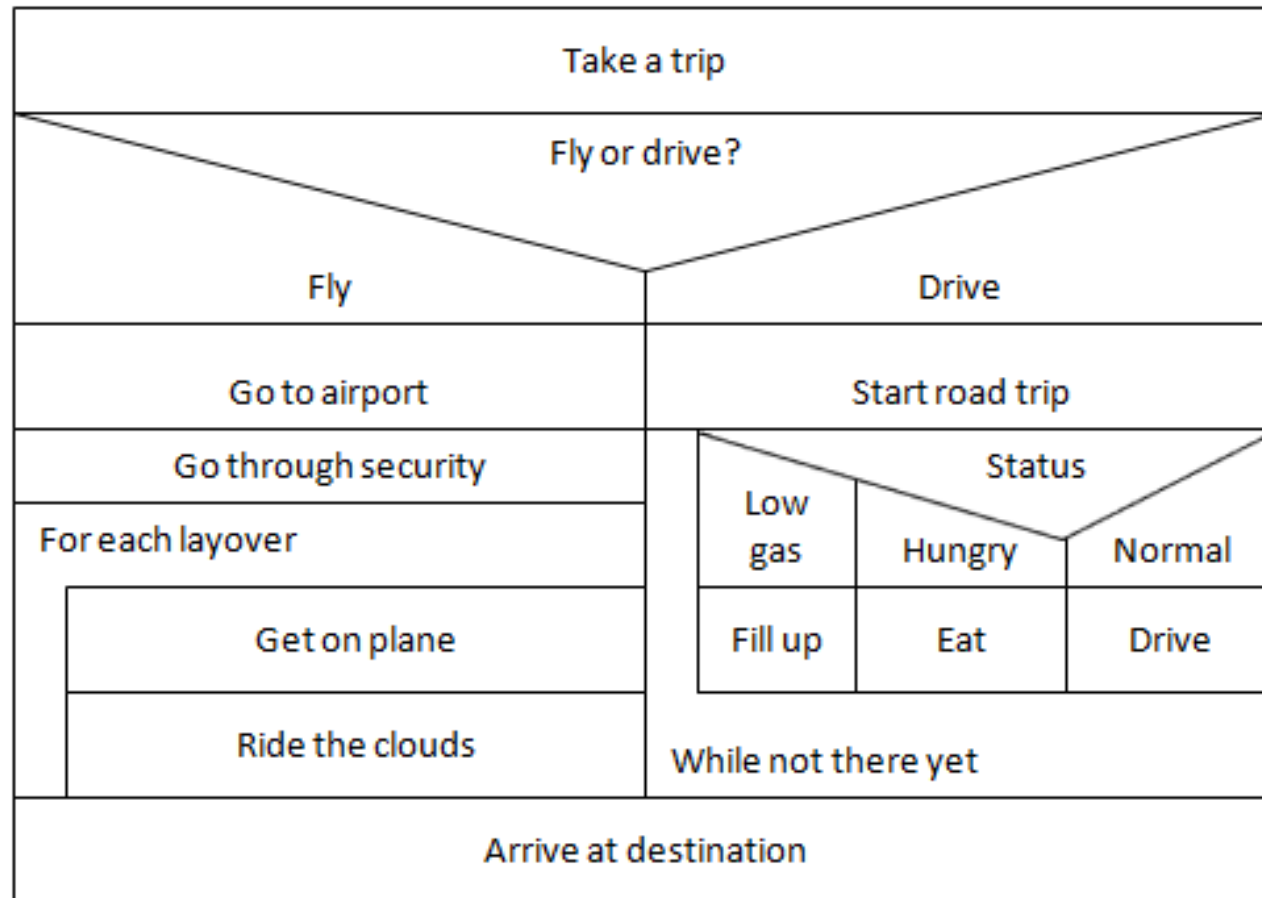 Take a trip
Fly or drive?
Fly
Drive
Go to airport
Start road trip
Go through security
Status
Low
gas
Hungry
Normal
For each layover
Get on plane
Fill up
Eat
Drive
Ride the clouds
While not there yet
Arrive at destination